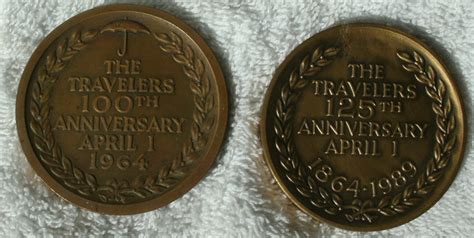 THE
TRAVELERS
100TH
ANNIVERSARY
APRIL 1
1964
THE
TRAVELERS
125TH
ANNIVERSARY
APRIL 1
1864·1989